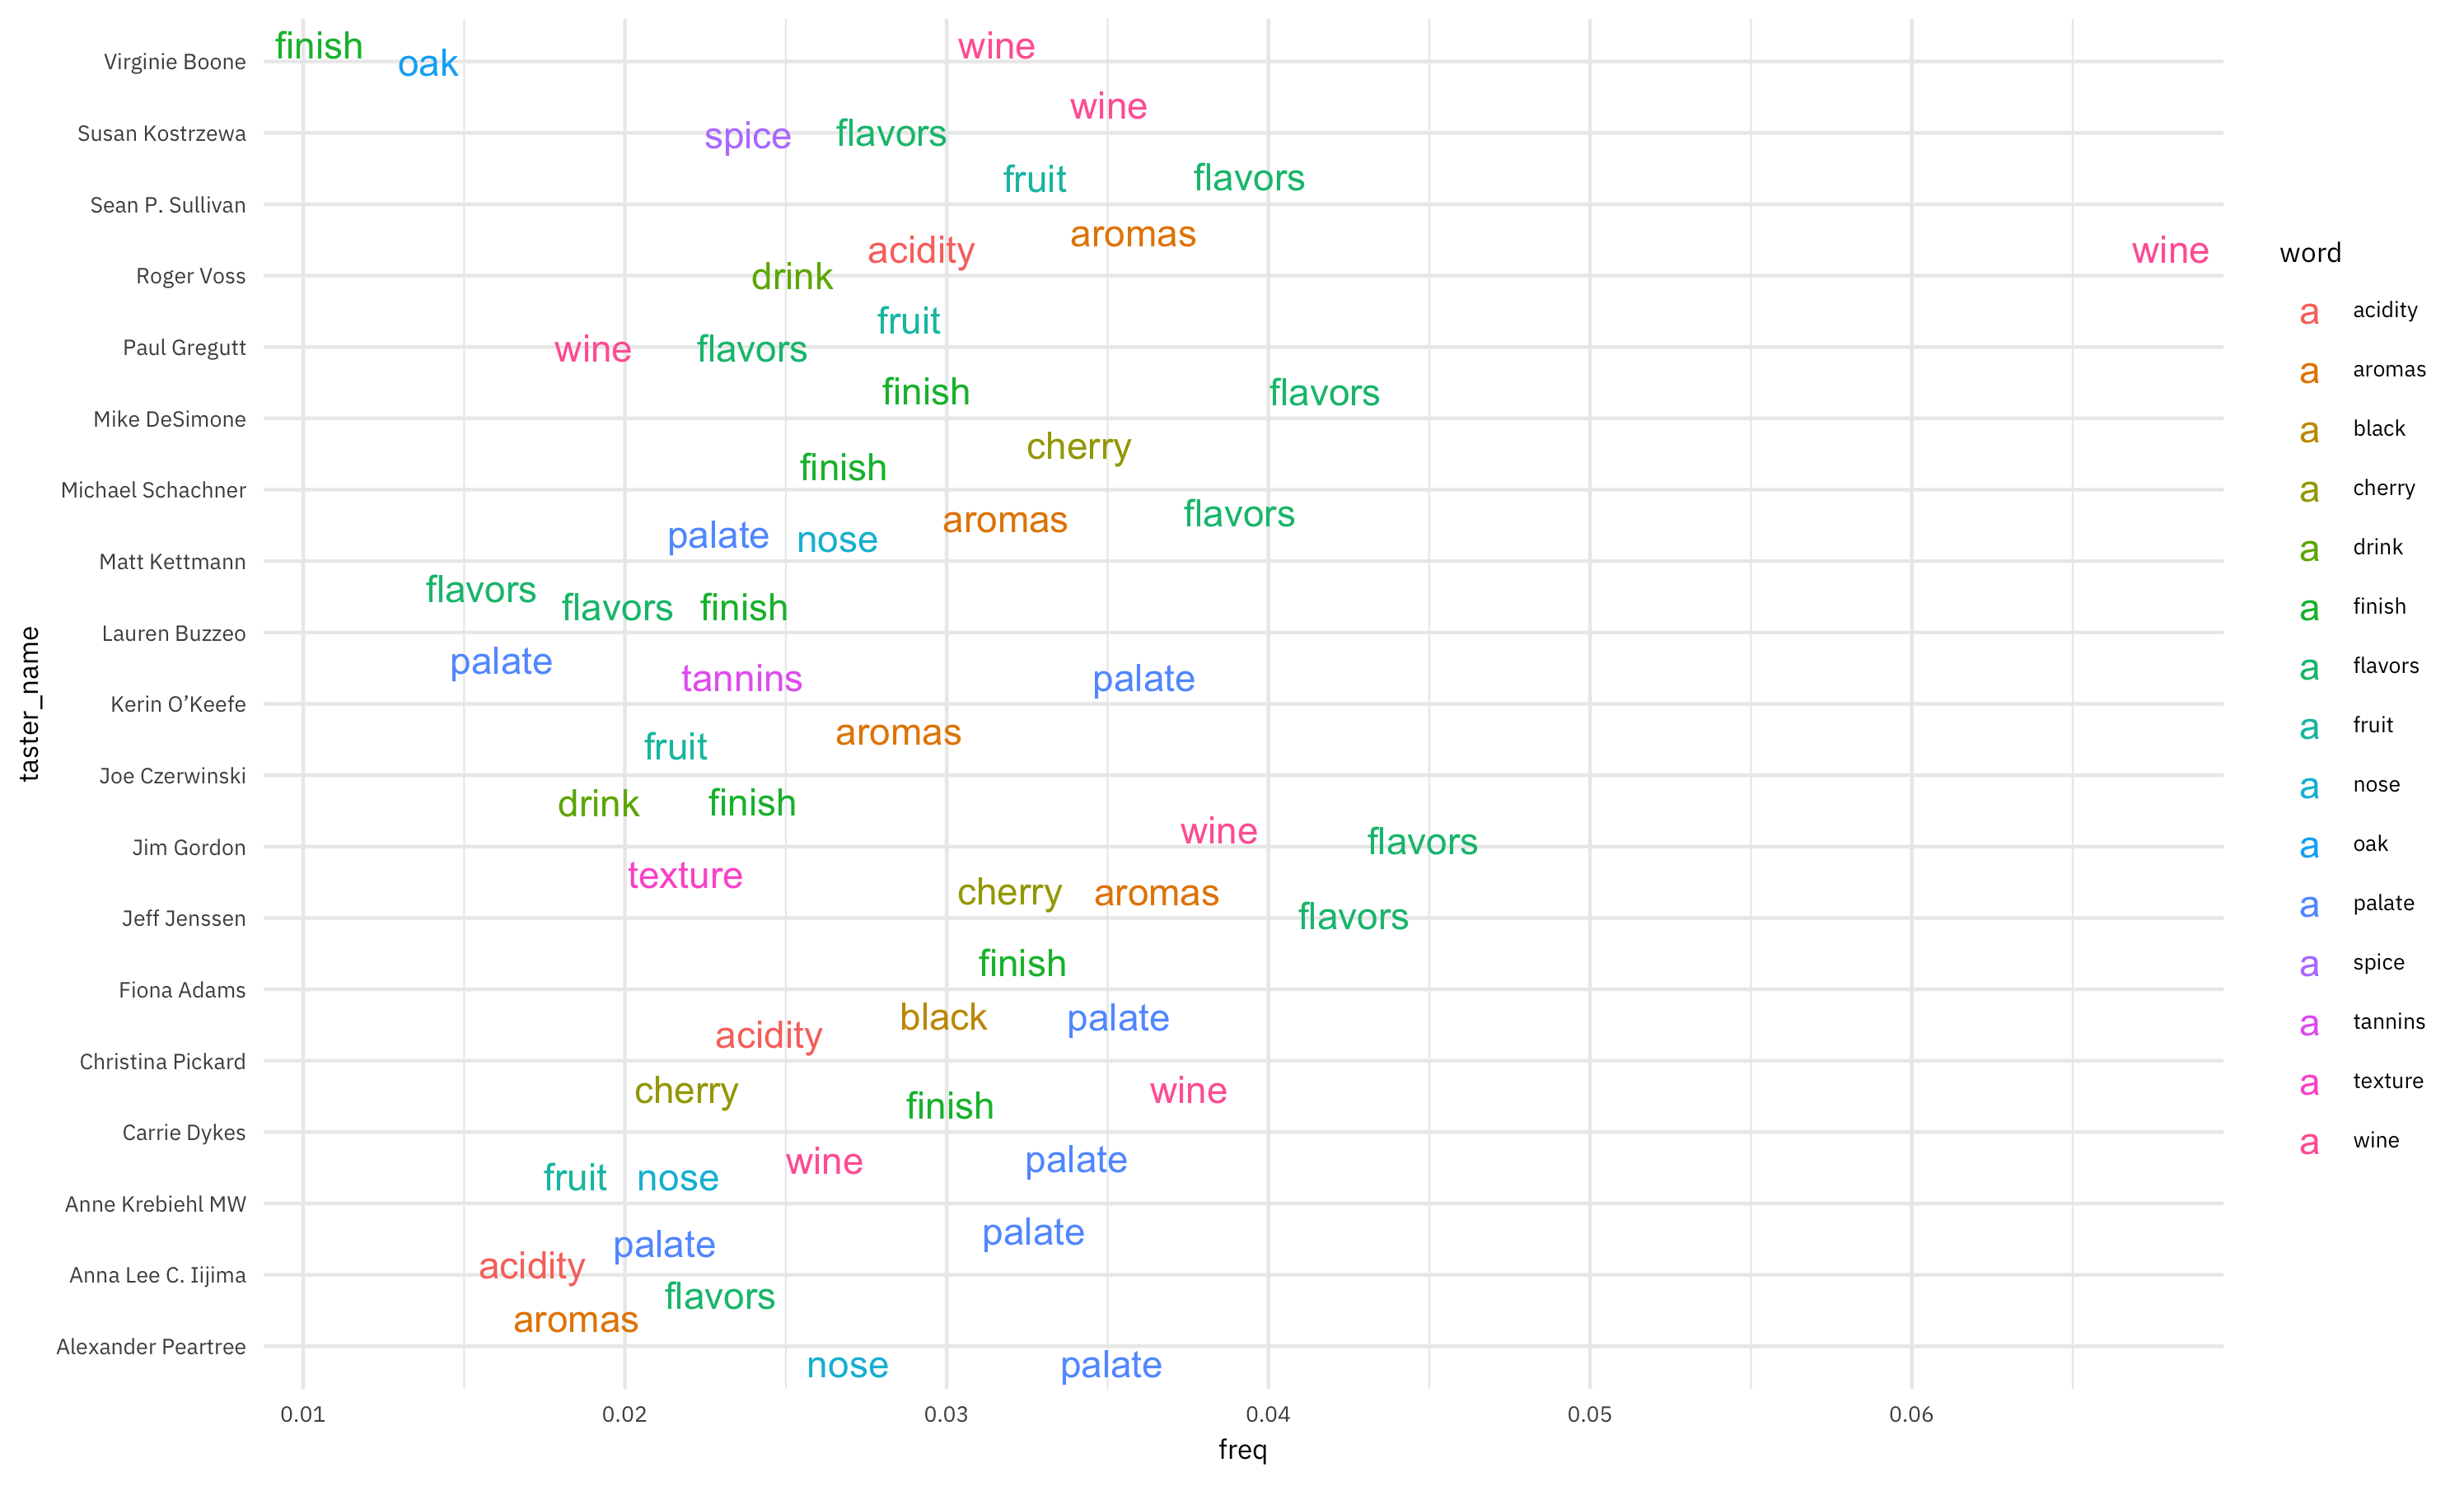 finish
wine
Virginie Boone
oak
wine
Susan Kostrzewa
spice
flavors
fruit
flavors
Sean P. Sullivan
aromas
acidity
wine
Roger Voss
drink
fruit
Paul Gregutt
wine
flavors
finish
flavors
Mike DeSimone
cherry
finish
Michael Schachner
aromas
flavors
palate
nose
Matt Kettmann
flavors
flavors
finish
Lauren Buzzeo
palate
tannins
palate
Kerin O’Keefe
aromas
fruit
Joe Czerwinski
drink
finish
wine
flavors
Jim Gordon
texture
cherry
aromas
Jeff Jenssen
flavors
finish
Fiona Adams
black
palate
acidity
Christina Pickard
cherry
wine
finish
Carrie Dykes
wine
palate
fruit
nose
Anne Krebiehl MW
palate
palate
acidity
Anna Lee C. Iijima
flavors
aromas
Alexander Peartree
nose
palate
taster_name
0.01 0.02 0.03 0.04 0.05 0.06
freq
word
a acidity
a aromas
a black
a cherry
a drink
a finish
a flavors
a fruit
a nose
a oak
a palate
a spice
a tannins
a texture
a wine